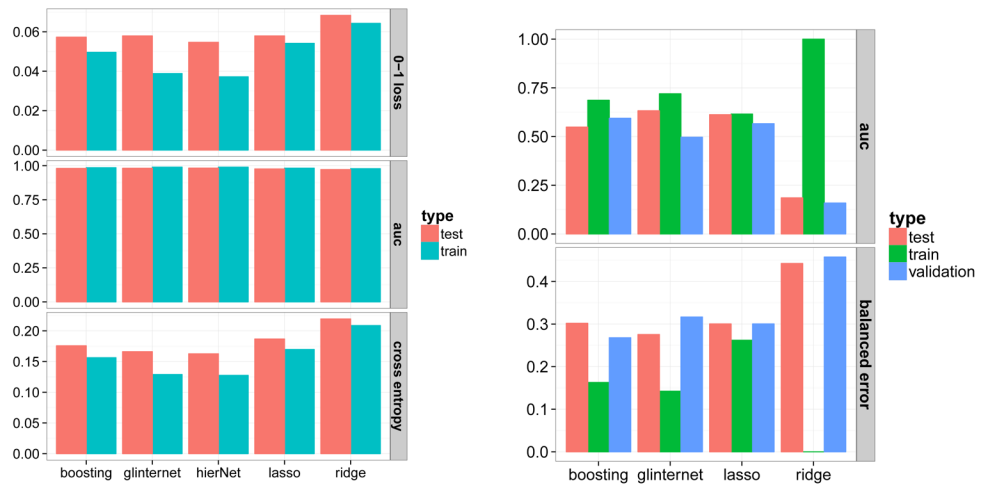 0.06
0.04
0.02
0.00
0−1 loss
1.00
0.75
0.50
0.25
0.00
auc
0.20
0.15
0.10
0.05
0.00
cross entropy
boosting glinternet hierNet lasso ridge
type
test
train
1.00
0.75
0.50
0.25
0.00
auc
0.4
0.3
0.2
0.1
0.0
balanced error
boosting glinternet lasso ridge
type
test
train
validation